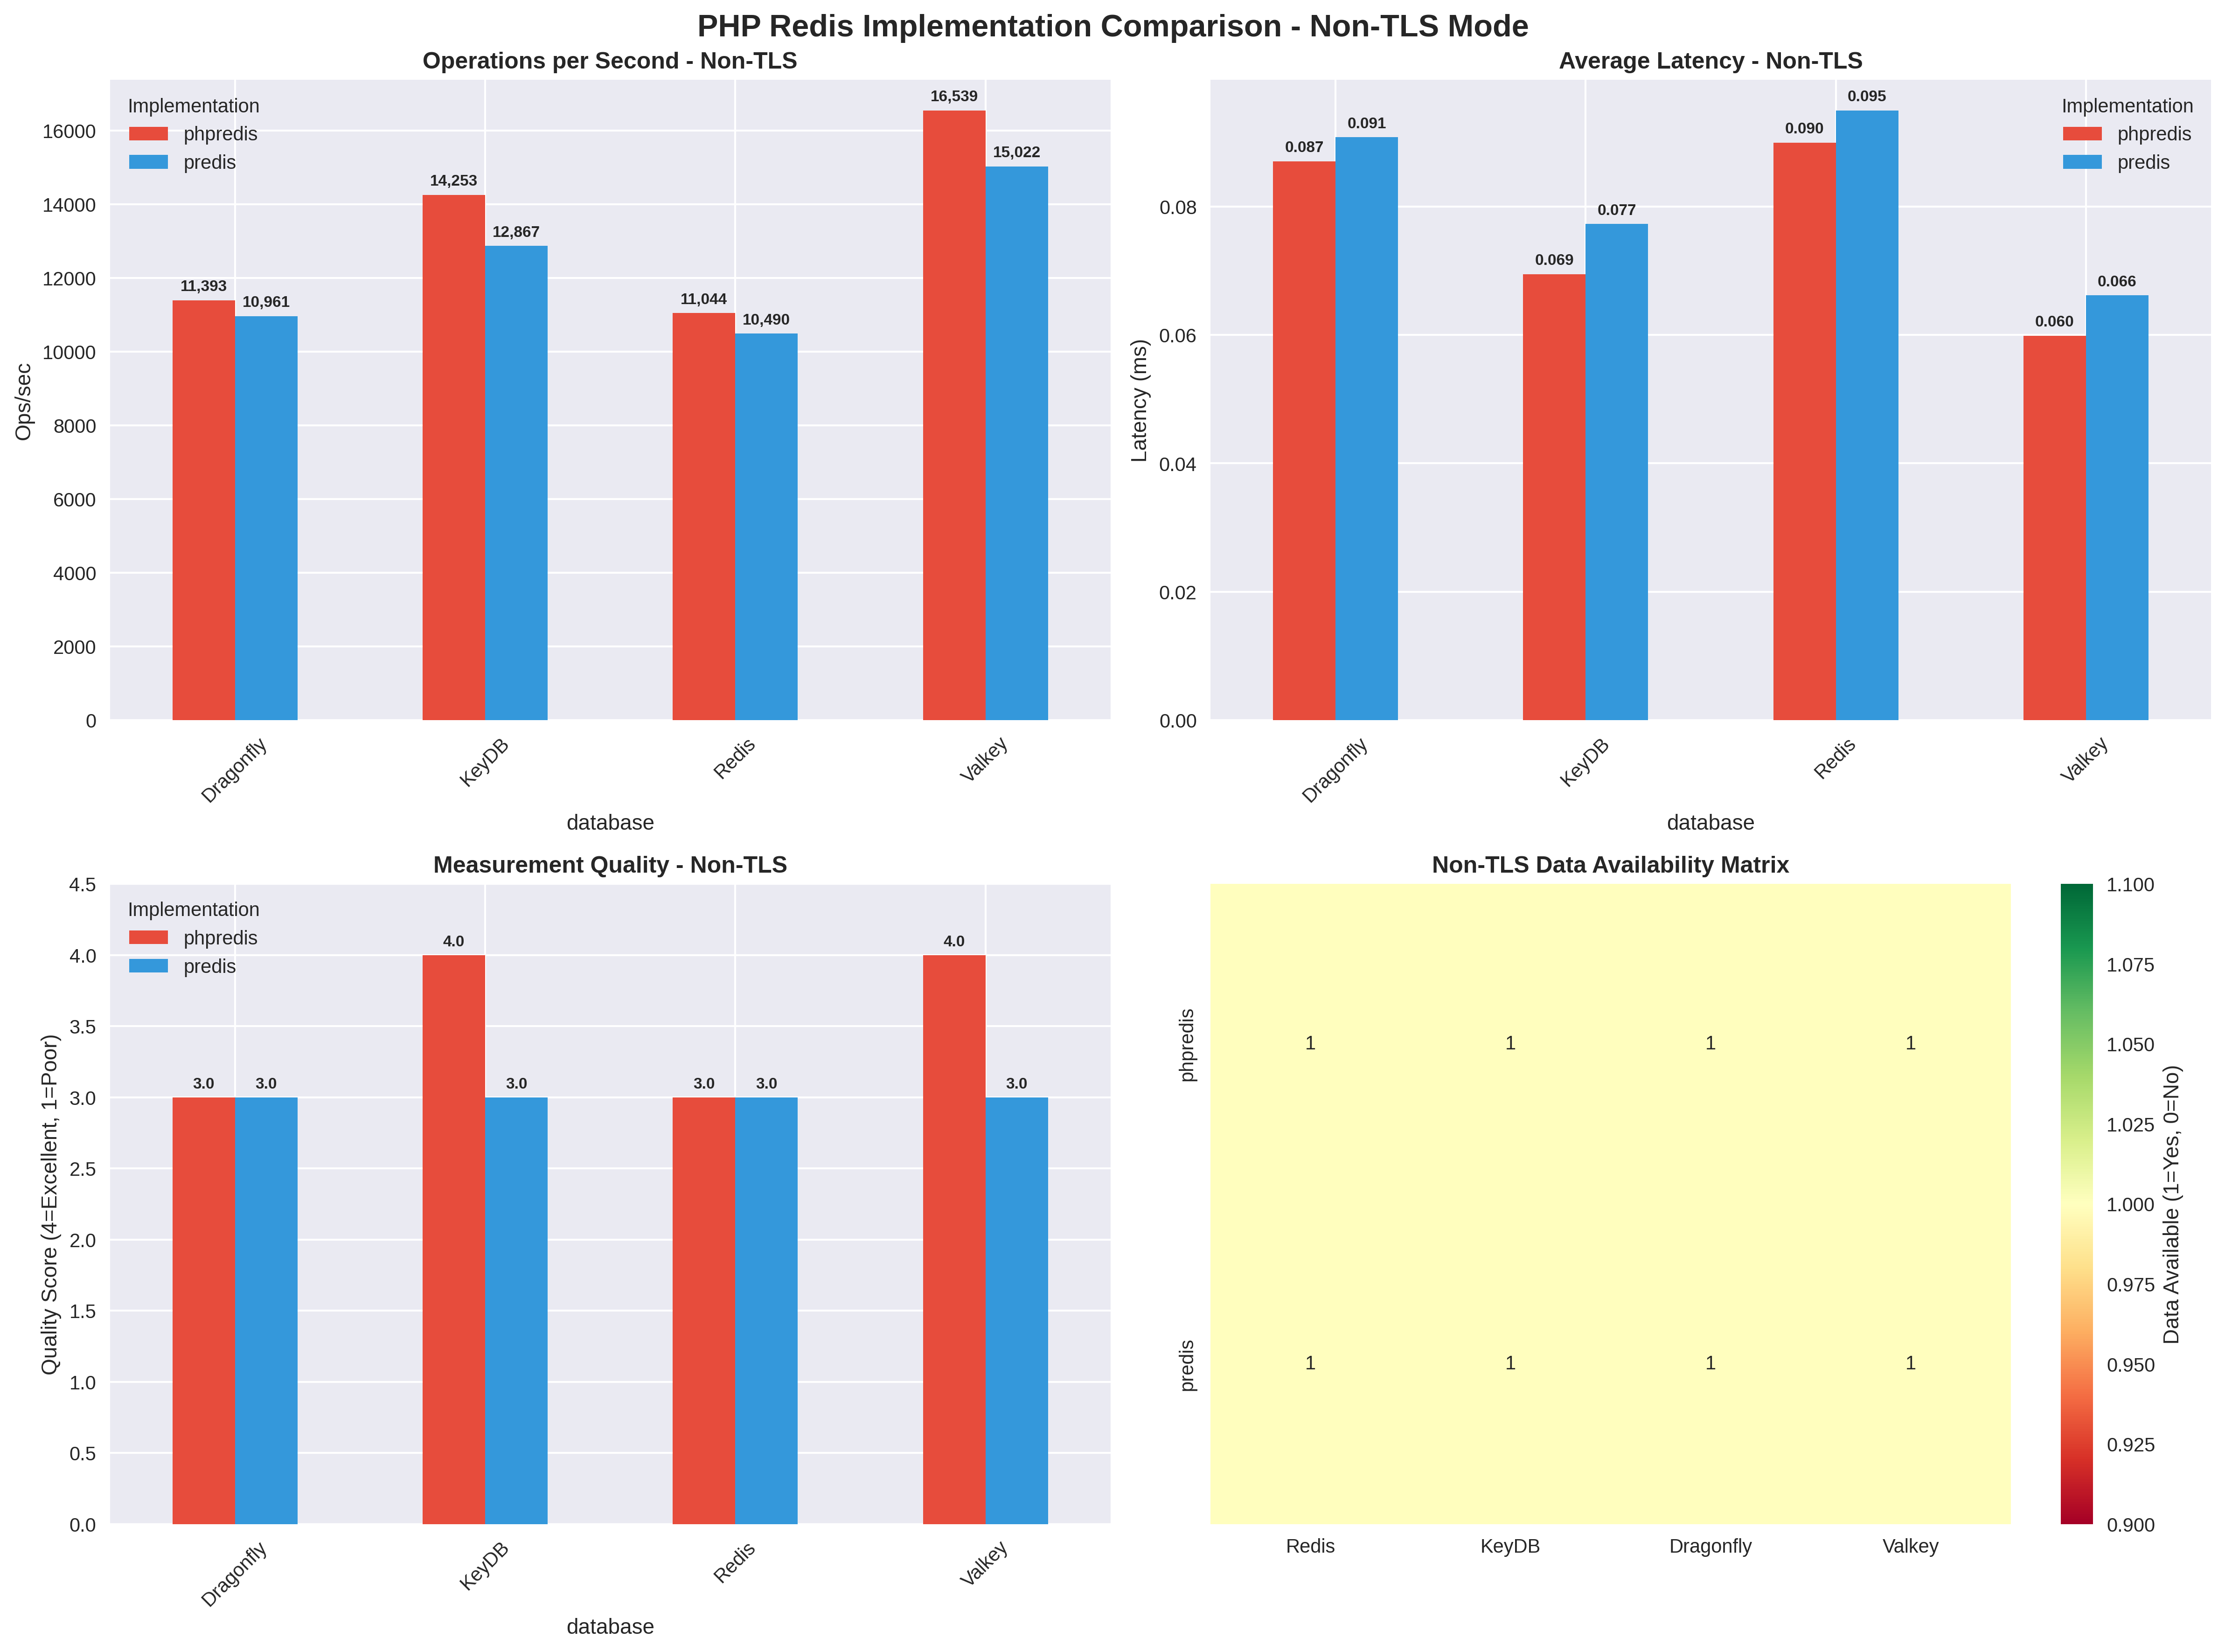 PHP Redis Implementation Comparison - Non-TLS Mode
Operations per Second - Non-TLS
Implementation
phpredis
predis
Ops/sec
16000
14000
12000
10000
8000
6000
4000
2000
0
11,393
10,961
14,253
12,867
11,044
10,490
16,539
15,022
Dragonfly
KeyDB
Redis
Valkey
database
Average Latency - Non-TLS
Implementation
phpredis
predis
Latency (ms)
0.08
0.06
0.04
0.02
0.00
0.087
0.091
0.069
0.077
0.090
0.095
0.060
0.066
Dragonfly
KeyDB
Redis
Valkey
database
Measurement Quality - Non-TLS
Implementation
phpredis
predis
Quality Score (4=Excellent, 1=Poor)
4.5
4.0
3.5
3.0
2.5
2.0
1.5
1.0
0.5
0.0
3.0
3.0
4.0
3.0
3.0
3.0
4.0
3.0
Dragonfly
KeyDB
Redis
Valkey
database
Non-TLS Data Availability Matrix
phpredis
1 1 1 1
predis
1 1 1 1
Redis KeyDB Dragonfly Valkey
1.100
1.075
1.050
1.025
1.000
0.975
0.950
0.925
0.900
Data Available (1=Yes, 0=No)